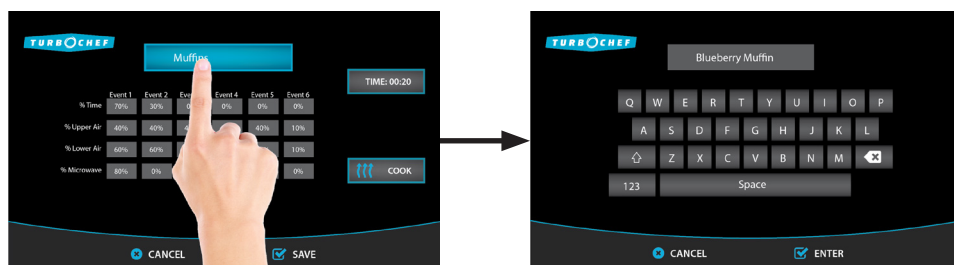 TURBOCHEF
Muffins
TIME: 00:20
Event 1 Event 2 Event 4 Event 5 Event 6
% Time 70% 30% 0% 0% 0%
% Upper Air 40% 40% 40% 10%
% Lower Air 60% 60% 10%
% Microwave 80% 0% 0%
COOK
CANCEL SAVE
TURBOCHEF
Blueberry Muffin
Q W E R T Y U I O P
A S D F G H J K L
Z X C V B N M
123 Space
CANCEL ENTER